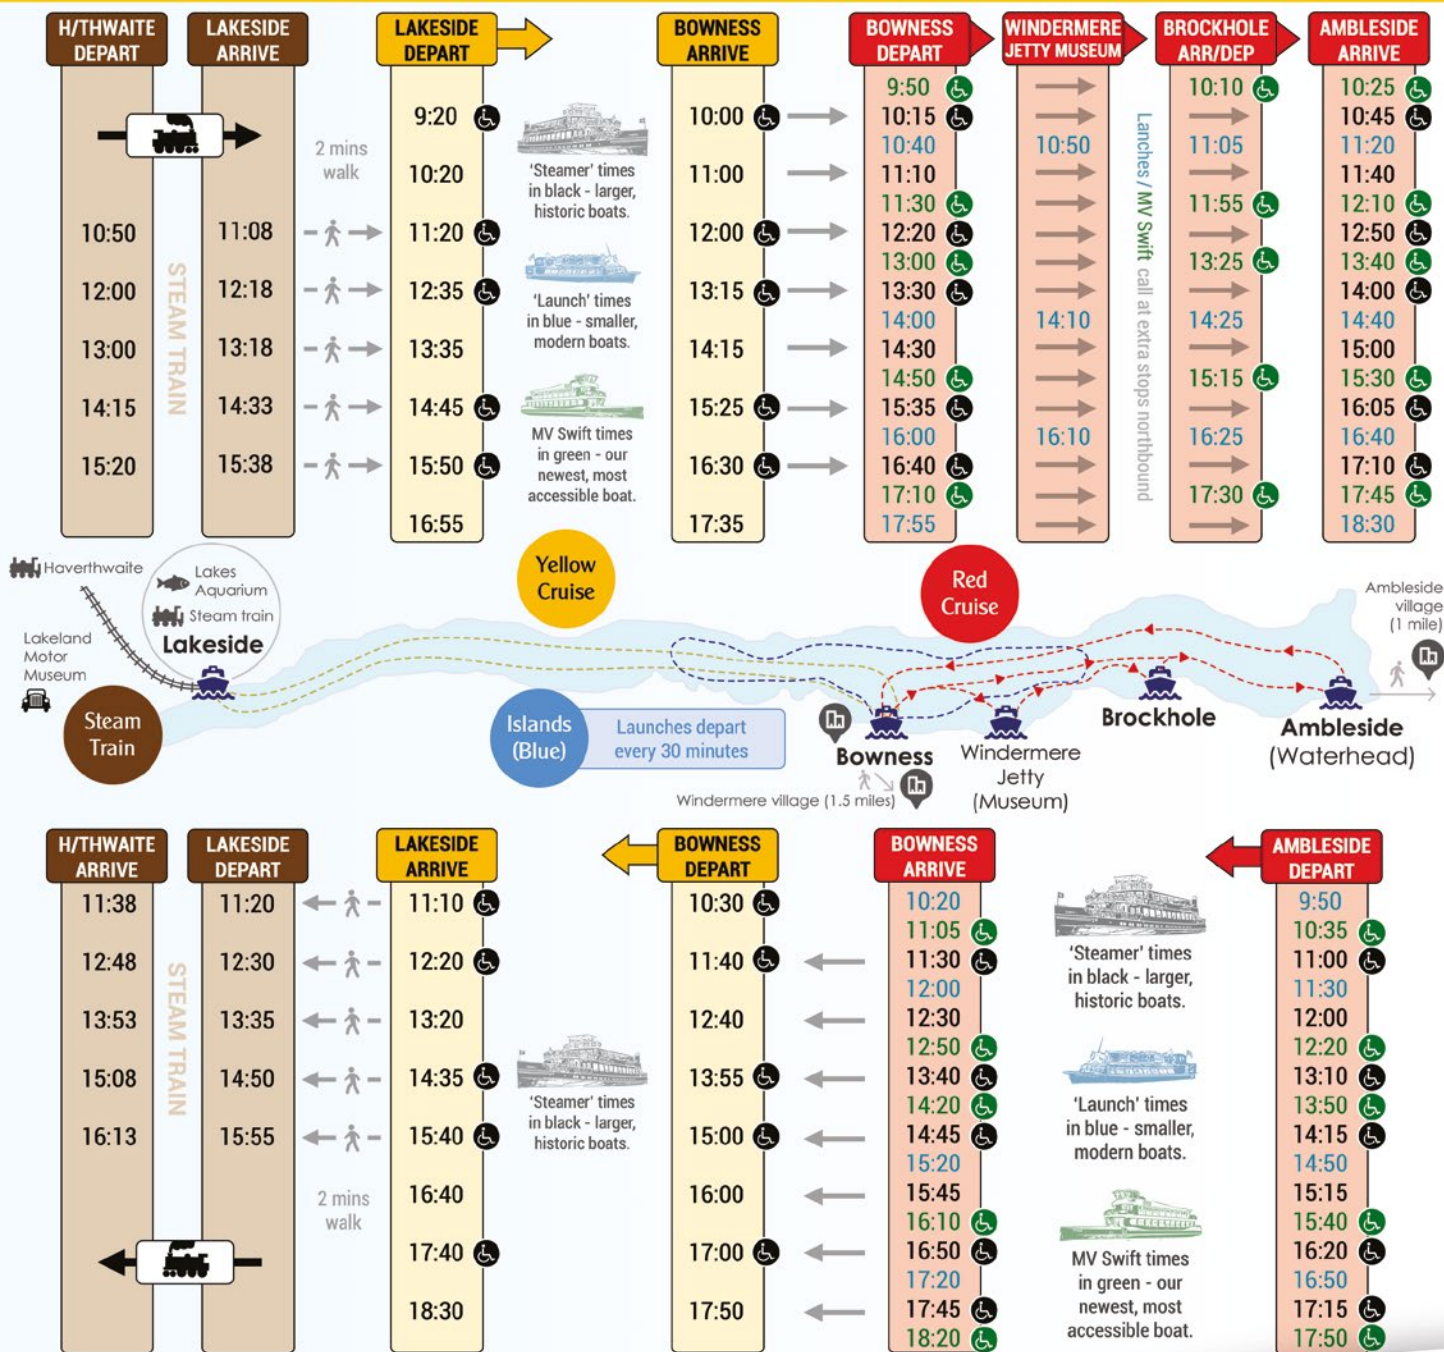 H/THWAITE DEPART LAKESIDE ARRIVE LAKESIDE DEPART BOWNESS ARRIVE BOWNESS DEPART WINDERMERE JETTY MUSEUM BROCKHOLE ARR/DEP AMBLESIDE ARRIVE
9:50 10:10 10:25
9:20 10:00 10:15 10:45
10:40 10:50 11:05 11:20
10:20 11:00 11:10 11:40
11:30 11:55 12:10
10:50 11:08 11:20 12:00 12:20 12:50
13:00 13:25 13:40
12:00 12:18 12:35 13:15 13:30 14:00
14:00 14:10 14:25 14:40
13:00 13:18 13:35 14:15 14:30 15:00
14:50 15:15 15:30
14:15 14:33 14:45 15:25 15:35 16:05
16:00 16:10 16:25 16:40
15:20 15:38 15:50 16:30 16:40 17:10
17:10 17:30 17:45
16:55 17:35 17:55 18:30
STEAM TRAIN
2 mins
walk
'Steamer' times
in black - larger,
historic boats.
'Launch' times
in blue - smaller,
modern boats.
MV Swift times
in green - our
newest, most
accessible boat.
Lanches / MV Swift call at extra stops northbound
Haverthwaite
Lakes
Aquarium
Steam train
Lakeside
Lakeland
Motor
Museum
Steam
Train
Yellow
Cruise
Islands
(Blue)
Launches depart
every 30 minutes
Red
Cruise
Bowness
Windermere village (1.5 miles)
Windermere
Jetty
(Museum)
Brockhole
Ambleside
(Waterhead)
Ambleside
village
(1 mile)
H/THWAITE ARRIVE LAKESIDE DEPART LAKESIDE ARRIVE BOWNESS DEPART BOWNESS ARRIVE AMBLESIDE DEPART
11:38 11:20 11:10 10:30 10:20 9:50
11:05 10:35
12:48 12:30 12:20 11:40 11:30 11:00
12:00 11:30
13:53 13:35 13:20 12:40 12:30 12:00
12:50 12:20
15:08 14:50 14:35 13:55 13:40 13:10
14:20 13:50
16:13 15:55 15:40 15:00 14:45 14:15
15:20 14:50
16:40 16:00 15:45 15:15
16:10 15:40
17:40 17:00 16:50 16:20
17:20 16:50
18:30 17:50 17:45 17:15
18:20 17:50
STEAM TRAIN
2 mins
walk
'Steamer' times
in black - larger,
historic boats.
'Steamer' times
in black - larger,
historic boats.
'Launch' times
in blue - smaller,
modern boats.
MV Swift times
in green - our
newest, most
accessible boat.